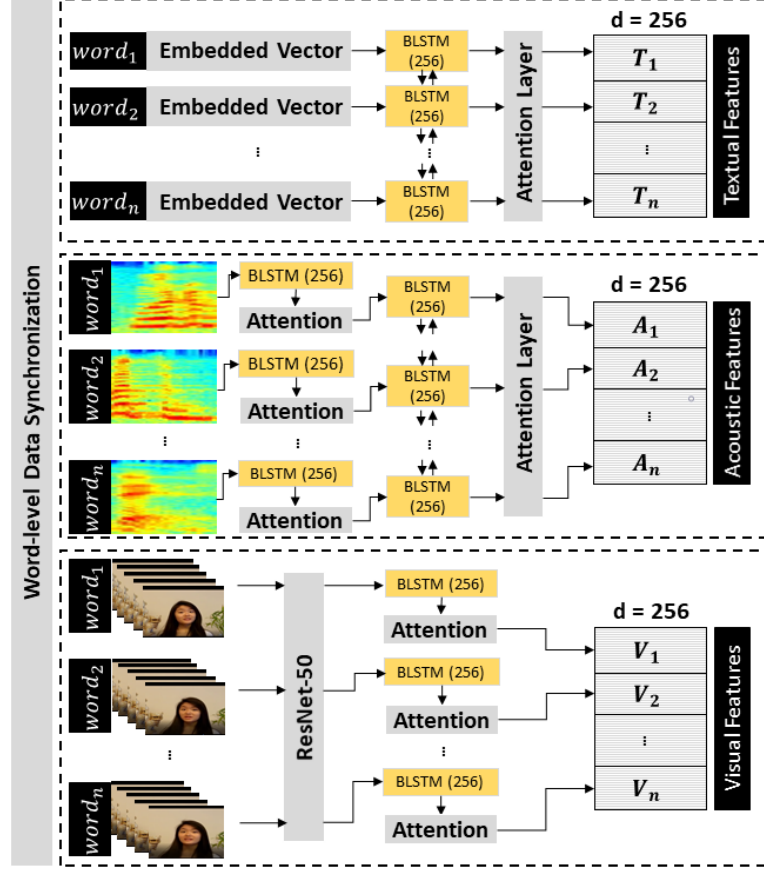 Word-level Data Synchronization
d = 256
word₁ Embedded Vector BLSTM (256) T₁
word₂ Embedded Vector BLSTM (256) T₂
⋮ ⋮ ⋮
wordₙ Embedded Vector BLSTM (256) Tₙ
Attention Layer
Textual Features
d = 256
word₁ BLSTM (256) Attention BLSTM (256) A₁
word₂ BLSTM (256) Attention BLSTM (256) A₂
⋮ ⋮ ⋮ ⋮
wordₙ BLSTM (256) Attention BLSTM (256) Aₙ
Attention Layer
Acoustic Features
d = 256
word₁ BLSTM (256) Attention V₁
word₂ BLSTM (256) Attention V₂
⋮ ⋮ ⋮
wordₙ BLSTM (256) Attention Vₙ
ResNet-50
Visual Features